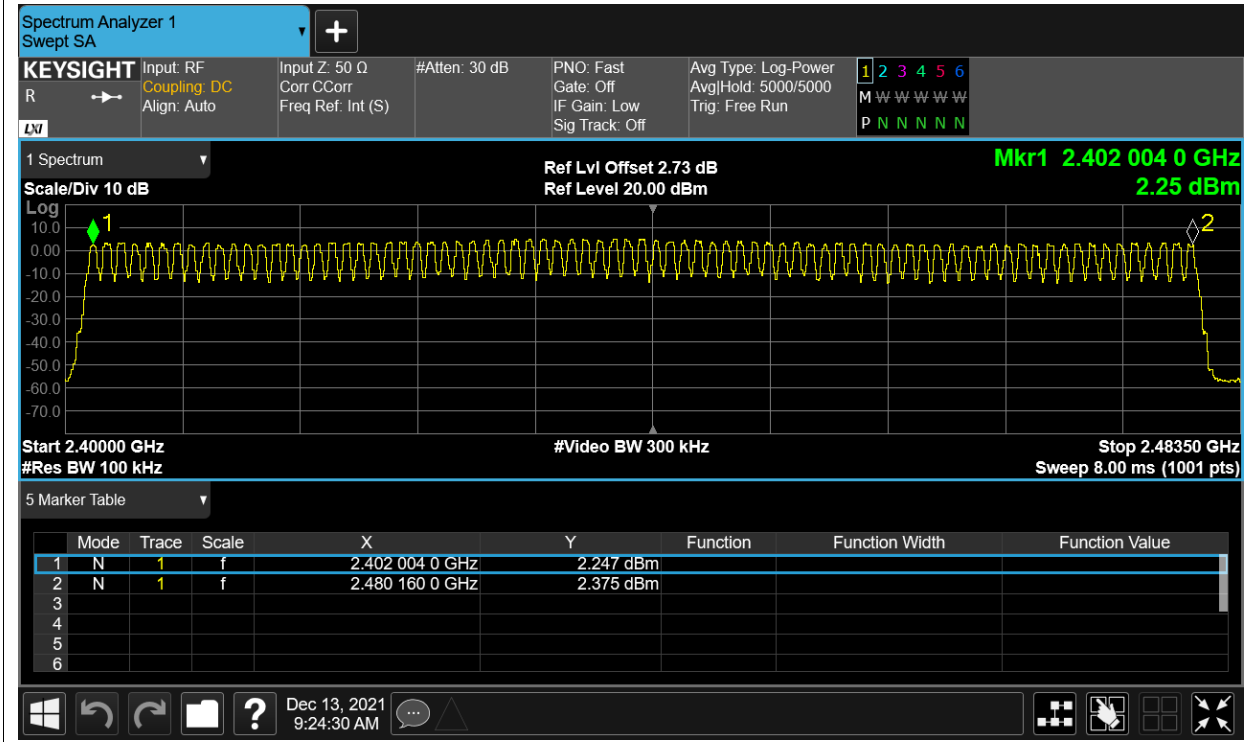 Spectrum Analyzer 1
Swept SA
+
KEYSIGHT Input: RF Input Z: 50 Ω #Atten: 30 dB PNO: Fast Avg Type: Log-Power 1 2 3 4 5 6
R Coupling: DC Corr CCorr Gate: Off Avg|Hold: 5000/5000 M W W W W W
Align: Auto Freq Ref: Int (S) IF Gain: Low Trig: Free Run
LXI Sig Track: Off P N N N N N
1 Spectrum Ref Lvl Offset 2.73 dB Mkr1 2.402 004 0 GHz
Scale/Div 10 dB Ref Level 20.00 dBm 2.25 dBm
Log
1 2
10.0
0.00
-10.0
-20.0
-30.0
-40.0
-50.0
-60.0
-70.0
Start 2.40000 GHz #Video BW 300 kHz Stop 2.48350 GHz
#Res BW 100 kHz Sweep 8.00 ms (1001 pts)
5 Marker Table
Mode Trace Scale X Y Function Function Width Function Value
1 N 1 f 2.402 004 0 GHz 2.247 dBm
2 N 1 f 2.480 160 0 GHz 2.375 dBm
3
4
5
6
? Dec 13, 2021
9:24:30 AM